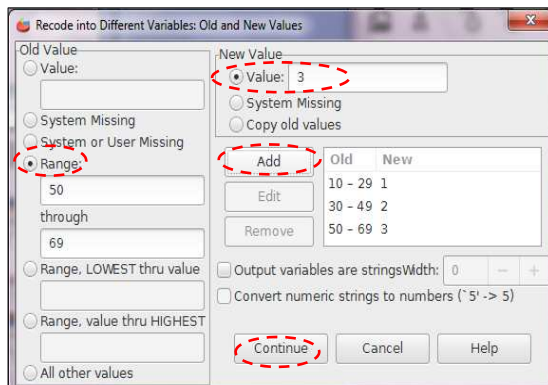 Recode into Different Variables: Old and New Values
Old Value
Value:
System Missing
System or User Missing
Range:
50
through
69
Range, LOWEST thru value
Range, value thru HIGHEST
All other values
New Value
Value: 3
System Missing
Copy old values
Add
Edit
Remove
Old New
10 - 29 1
30 - 49 2
50 - 69 3
Output variables are stringsWidth: 0 - +
Convert numeric strings to numbers (`5' -> 5)
Continue Cancel Help